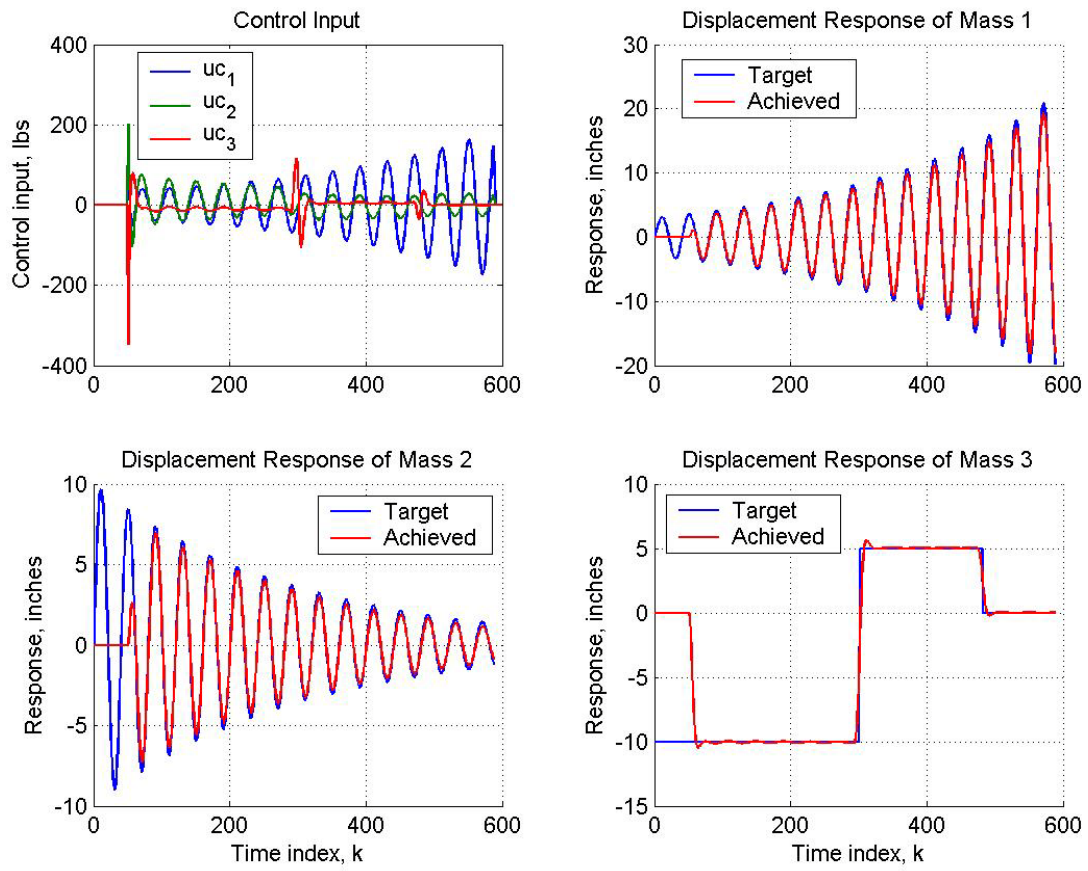 Control Input
Control input, lbs
400
200
0
-200
-400
0
200
400
600
uc1
uc2
uc3
Displacement Response of Mass 1
Response, inches
30
20
10
0
-10
-20
0
200
400
600
Target
Achieved
Displacement Response of Mass 2
Response, inches
10
5
0
-5
-10
0
200
400
600
Time index, k
Target
Achieved
Displacement Response of Mass 3
Response, inches
10
5
0
-5
-10
-15
0
200
400
600
Time index, k
Target
Achieved